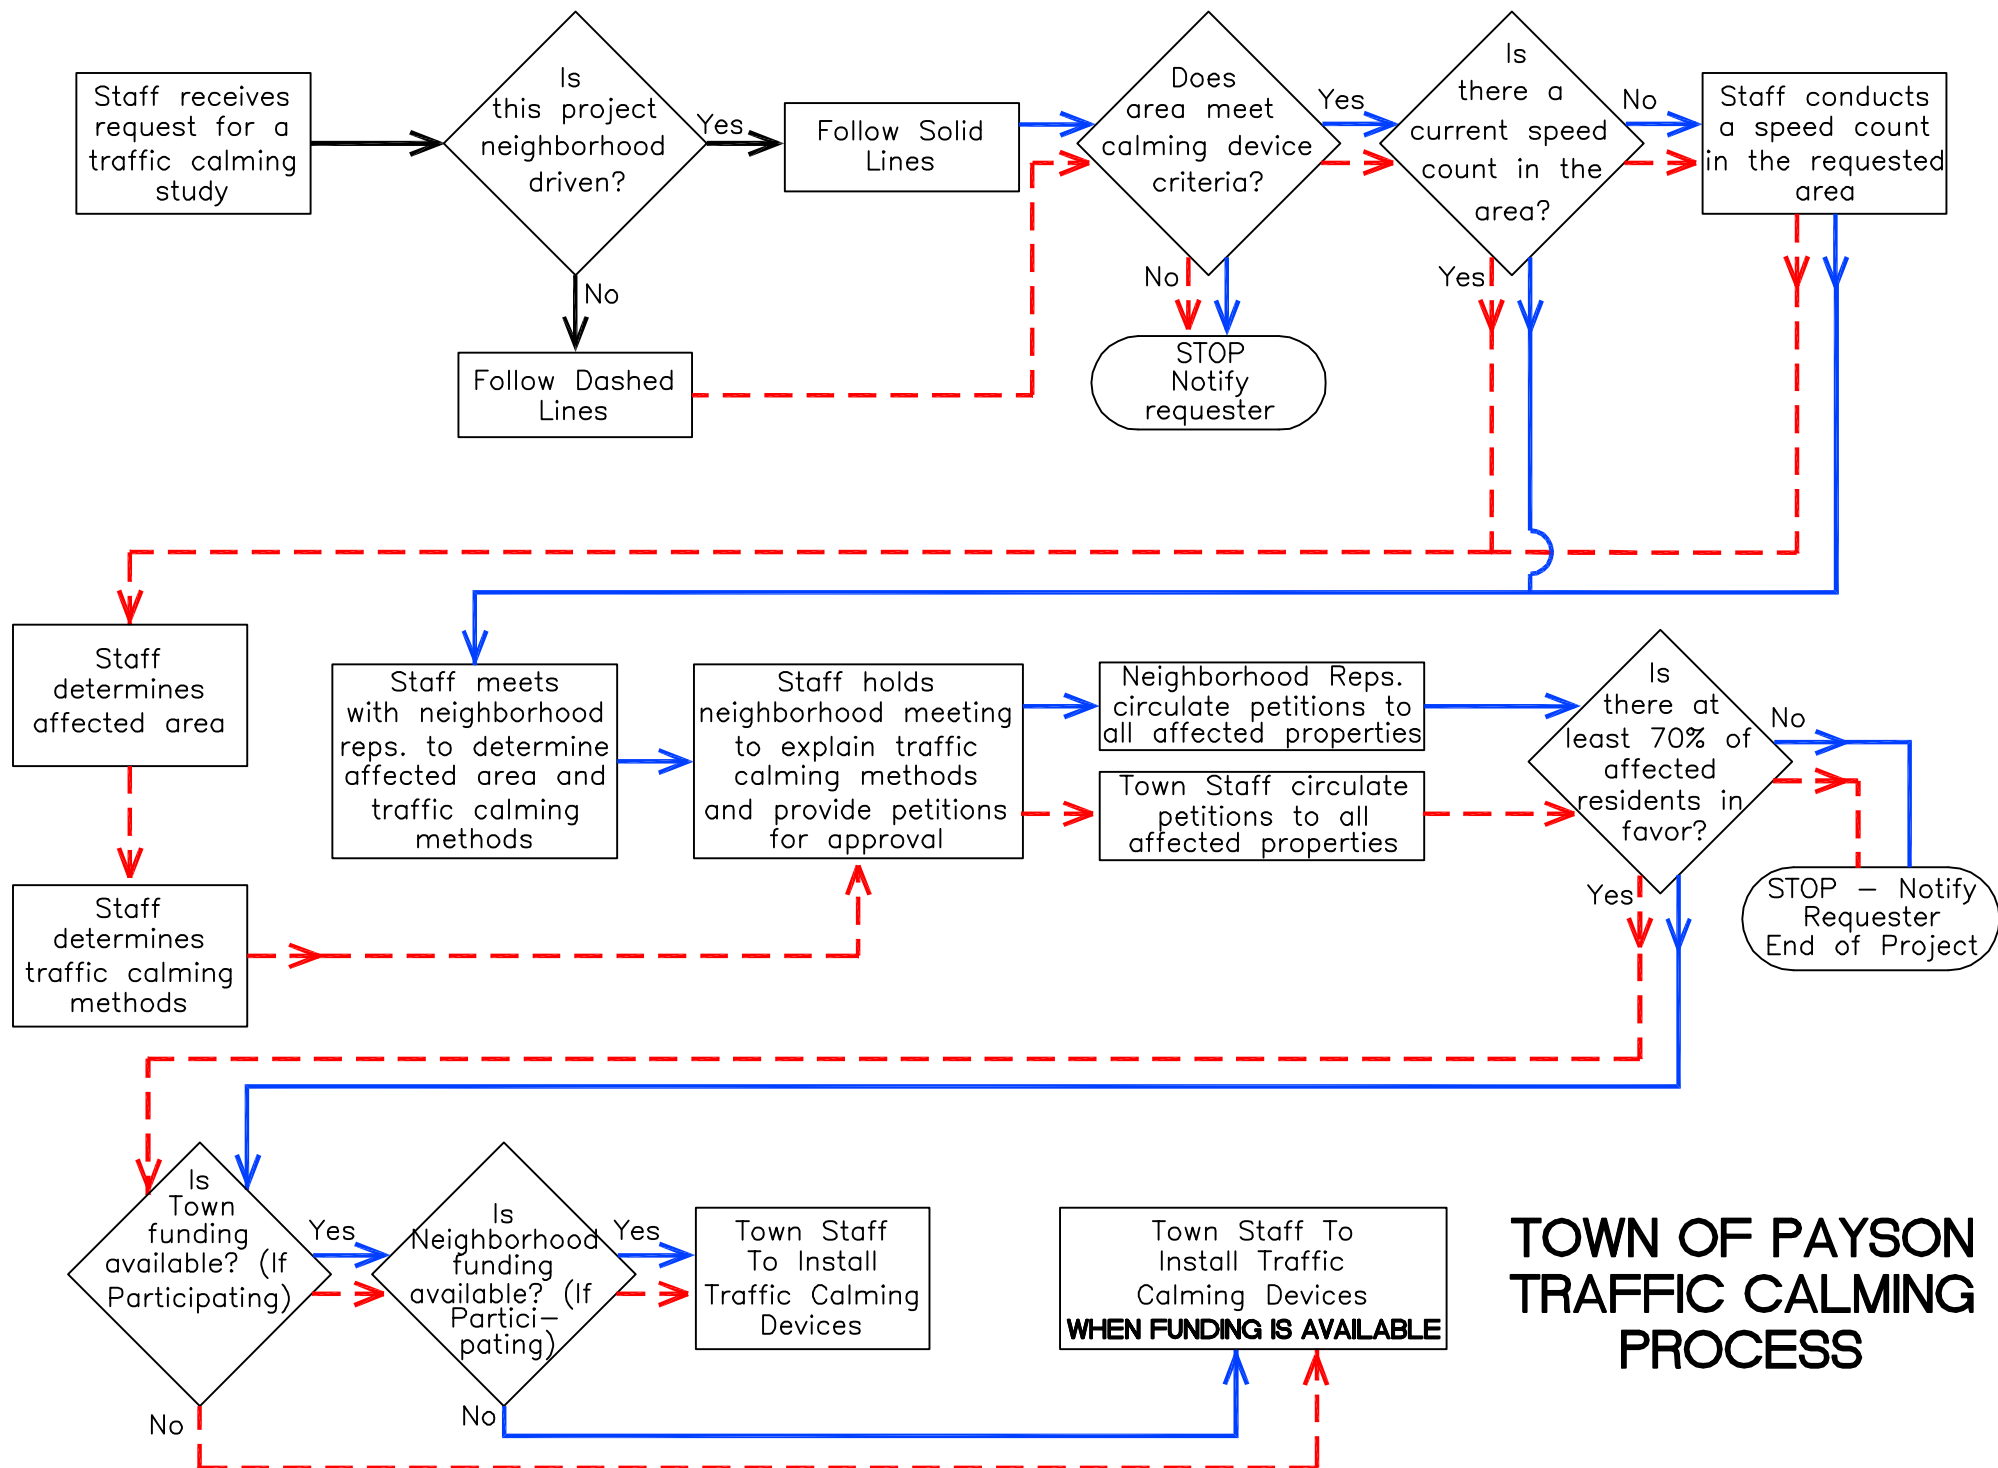 Staff receives
request for a
traffic calming
study
Is
this project
neighborhood
driven?
Yes
No
Follow Solid
Lines
Follow Dashed
Lines
Does
area meet
calming device
criteria?
Yes
No
STOP
Notify
requester
Is
there a
current speed
count in the
area?
No
Yes
Staff conducts
a speed count
in the requested
area
Staff
determines
affected area
Staff
determines
traffic calming
methods
Staff meets
with neighborhood
reps. to determine
affected area and
traffic calming
methods
Staff holds
neighborhood meeting
to explain traffic
calming methods
and provide petitions
for approval
Neighborhood Reps.
circulate petitions to
all affected properties
Town Staff circulate
petitions to all
affected properties
Is
there at
least 70% of
affected
residents in
favor?
No
Yes
STOP – Notify
Requester
End of Project
Is
Town
funding
available? (If
Participating)
Yes
No
Is
Neighborhood
funding
available? (If
Partici–
pating)
Yes
No
Town Staff
To Install
Traffic Calming
Devices
Town Staff To
Install Traffic
Calming Devices
WHEN FUNDING IS AVAILABLE
TOWN OF PAYSON
TRAFFIC CALMING
PROCESS